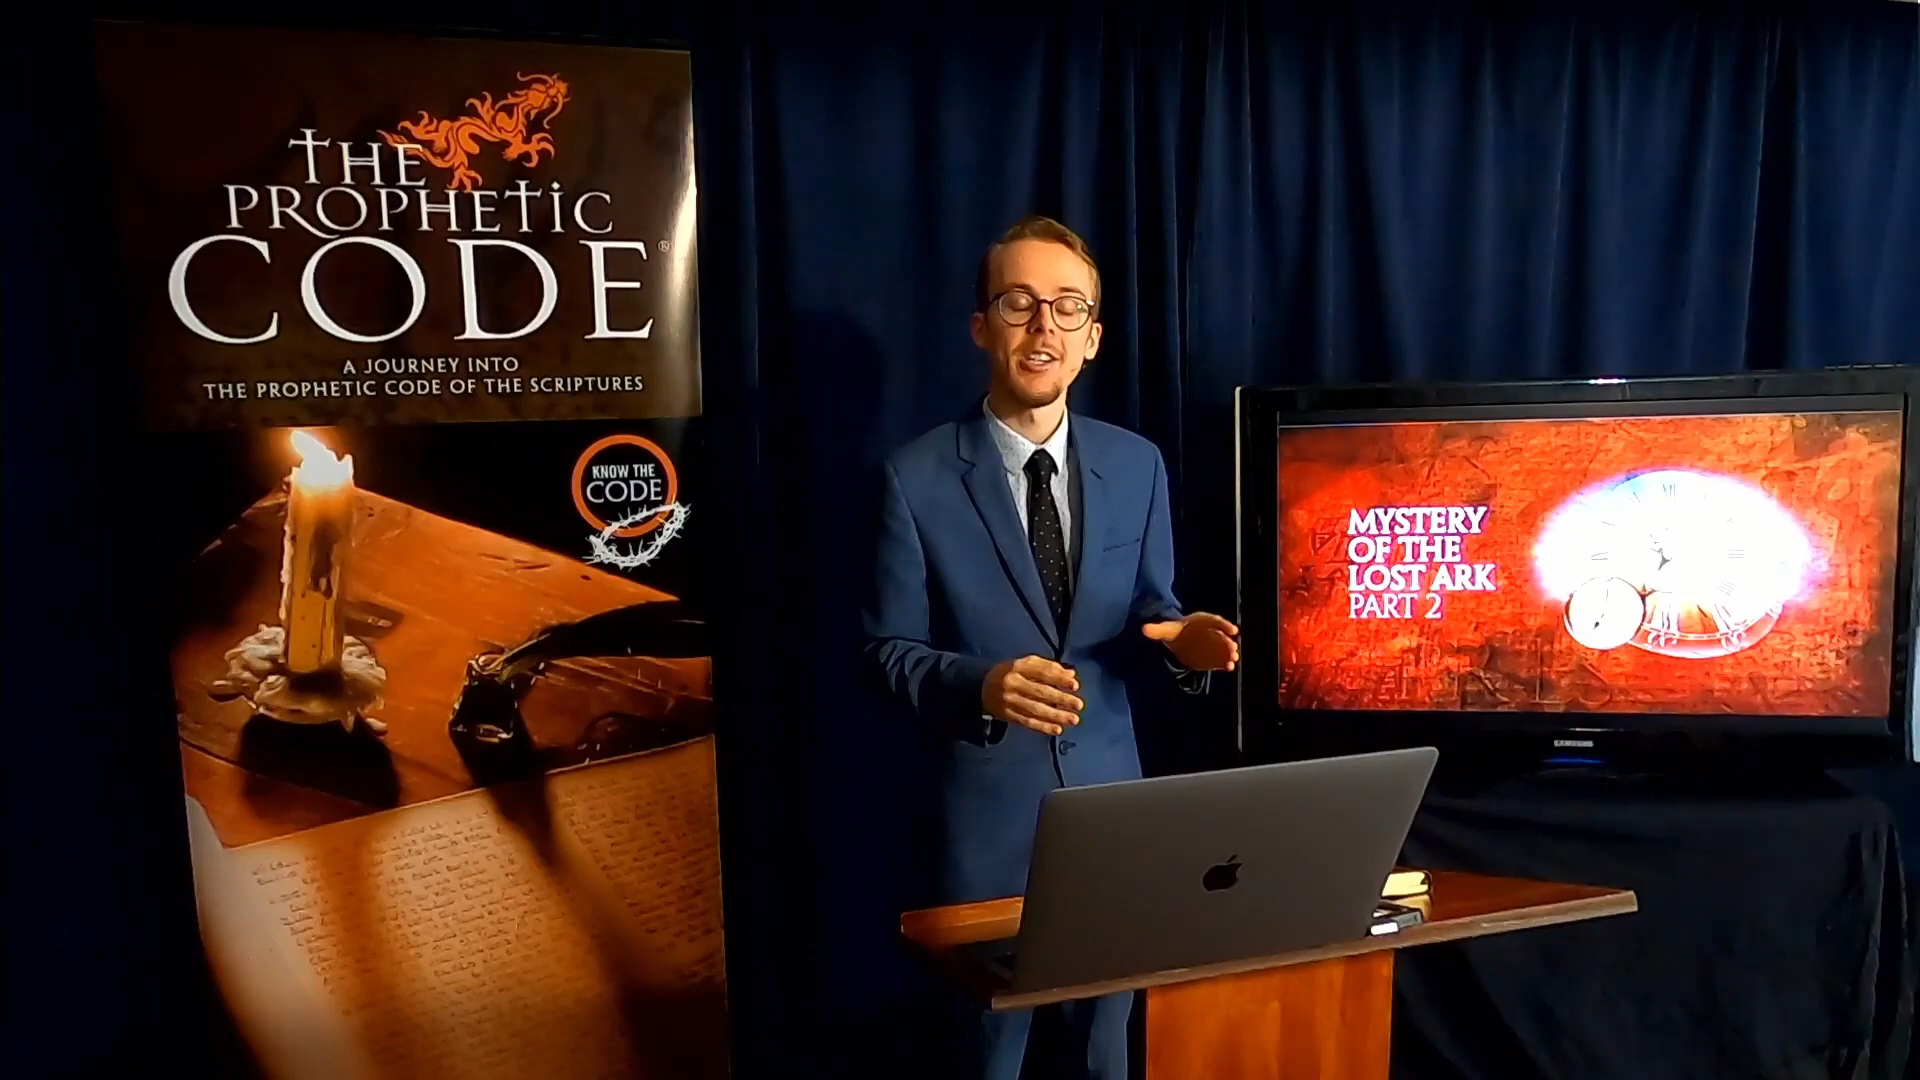 THE
PROPHETIC
CODE®
A JOURNEY INTO
THE PROPHETIC CODE OF THE SCRIPTURES
KNOW THE
CODE
MYSTERY
OF THE
LOST ARK
PART 2
SAMSUNG